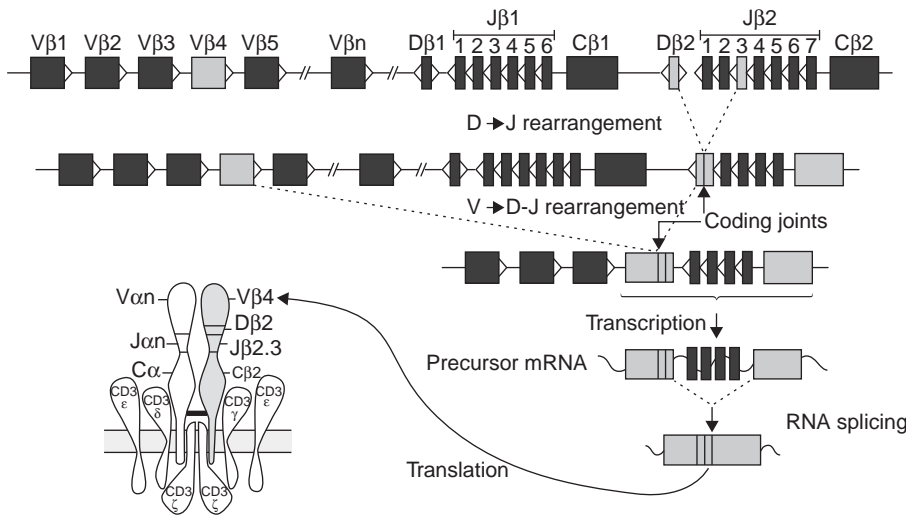 Jβ1 Jβ2
Vβ1 Vβ2 Vβ3 Vβ4 Vβ5 Vβn Dβ1 1 2 3 4 5 6 Cβ1 Dβ2 1 2 3 4 5 6 7 Cβ2
D → J rearrangement
V → D-J rearrangement
Coding joints
Transcription
Precursor mRNA
RNA splicing
Translation
Vαn Vβ4
Dβ2
Jαn Jβ2.3
Cα Cβ2
CD3 ε CD3 δ CD3 γ CD3 ε
CD3 ζ CD3 ζ